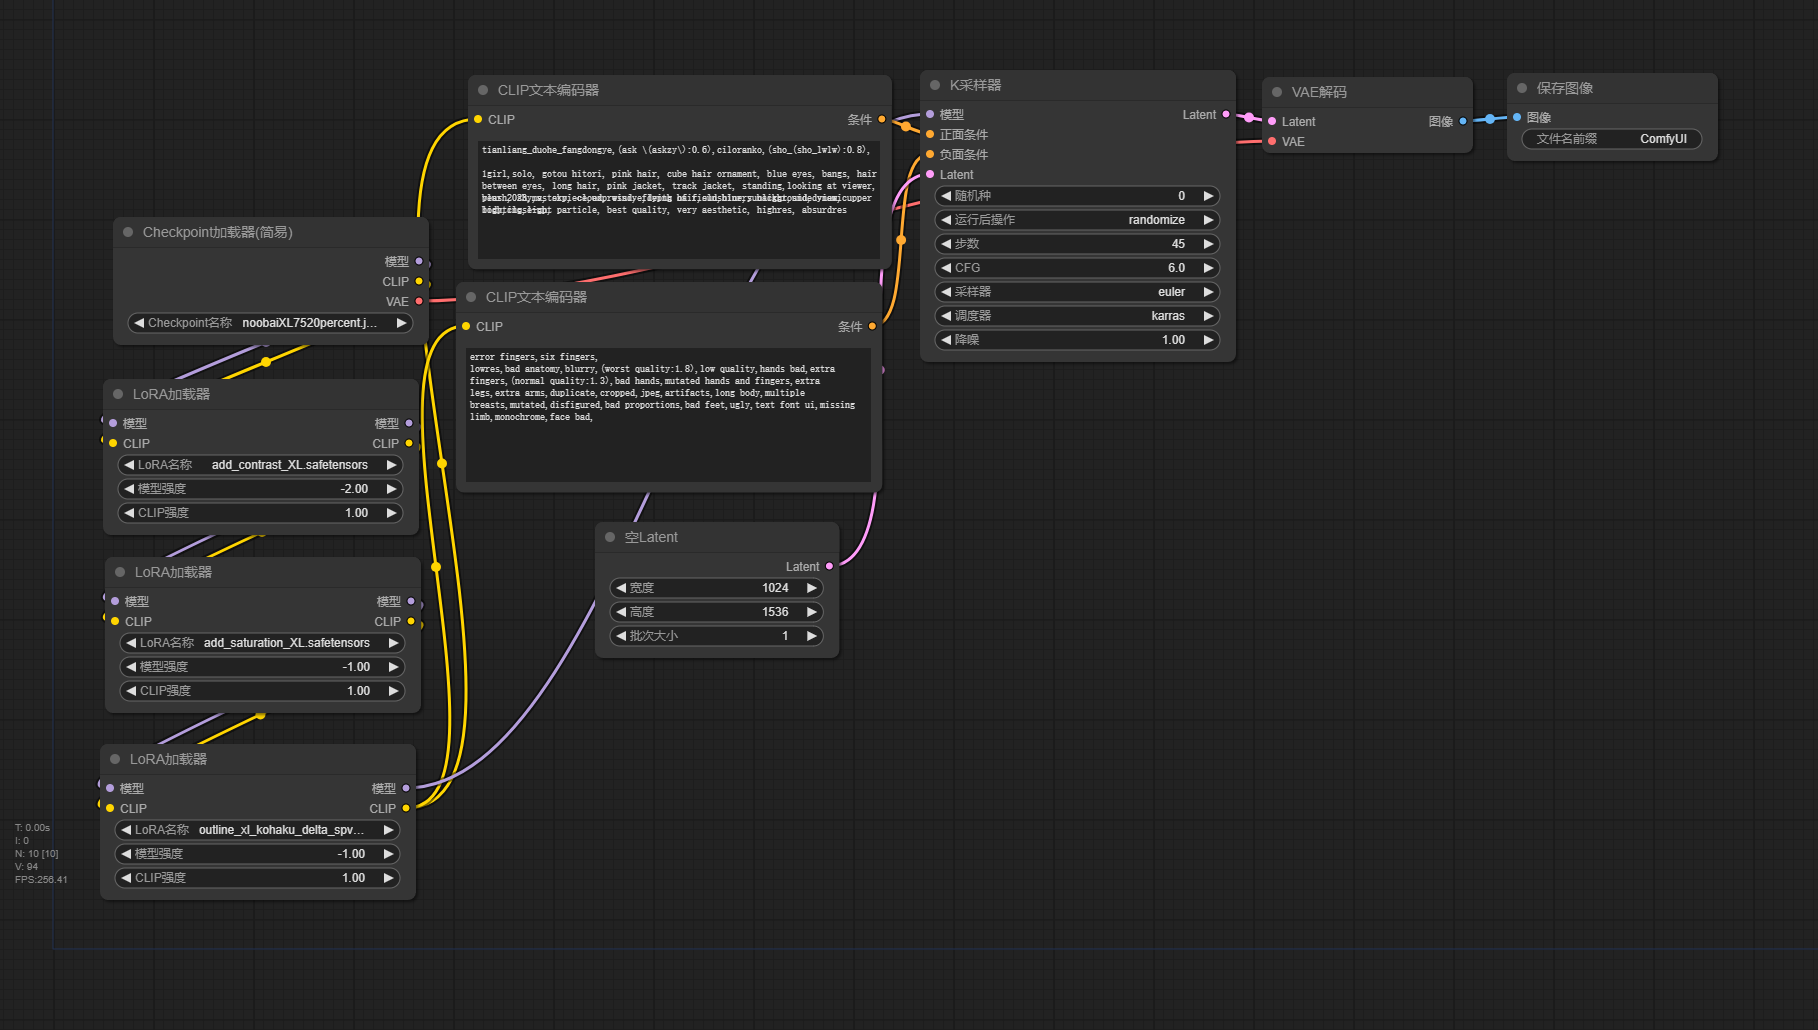 CLIP文本编码器
CLIP
条件
tianliang_duohe_fangdongye,(ask \(askzy\):0.6),ciloranko,(sho_(sho_lwlw):0.8),
1girl,solo, gotou hitori, pink hair, cube hair ornament, blue eyes, bangs, hair
between eyes, long hair, pink jacket, track jacket, standing,looking at viewer,
particle, best quality, very aesthetic, highres, absurdres
K采样器
模型
Latent
正面条件
负面条件
Latent
随机种
0
运行后操作
randomize
步数
45
CFG
6.0
采样器
euler
调度器
karras
降噪
1.00
VAE解码
Latent
图像
VAE
保存图像
图像
文件名前缀
ComfyUI
Checkpoint加载器(简易)
模型
CLIP
VAE
Checkpoint名称
noobaiXL7520percent.j...
CLIP文本编码器
CLIP
条件
error fingers,six fingers,
lowres,bad anatomy,blurry,(worst quality:1.8),low quality,hands bad,extra
fingers,(normal quality:1.3),bad hands,mutated hands and fingers,extra
legs,extra arms,duplicate,cropped,jpeg,artifacts,long body,multiple
breasts,mutated,disfigured,bad proportions,bad feet,ugly,text font ui,missing
limb,monochrome,face bad,
LoRA加载器
模型
模型
CLIP
CLIP
LoRA名称
add_contrast_XL.safetensors
模型强度
-2.00
CLIP强度
1.00
空Latent
Latent
宽度
1024
高度
1536
批次大小
1
LoRA加载器
模型
模型
CLIP
CLIP
LoRA名称
add_saturation_XL.safetensors
模型强度
-1.00
CLIP强度
1.00
LoRA加载器
模型
模型
CLIP
CLIP
LoRA名称
outline_xl_kohaku_delta_spv...
模型强度
-1.00
CLIP强度
1.00
T: 0.00s
I: 0
N: 10 [10]
V: 94
FPS:256.41